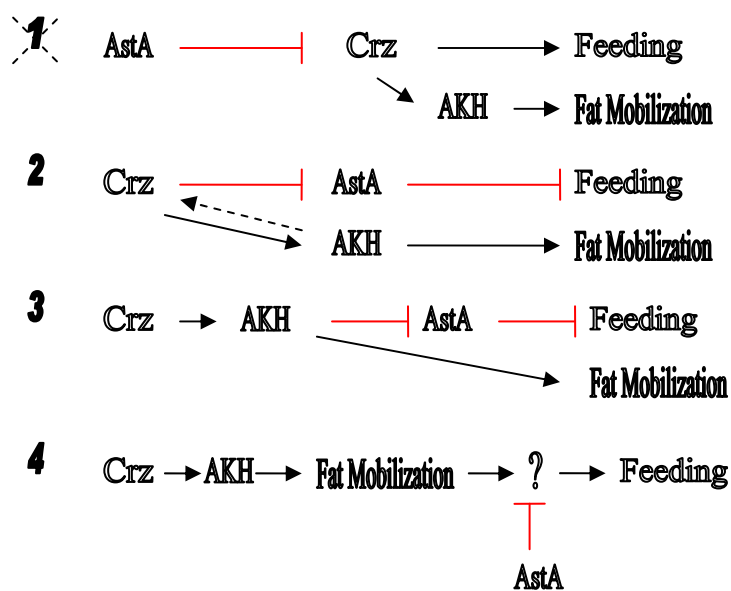 1 AstA Crz Feeding
AKH Fat Mobilization
2 Crz AstA Feeding
AKH Fat Mobilization
3 Crz AKH AstA Feeding
Fat Mobilization
4 Crz AKH Fat Mobilization ? Feeding
AstA